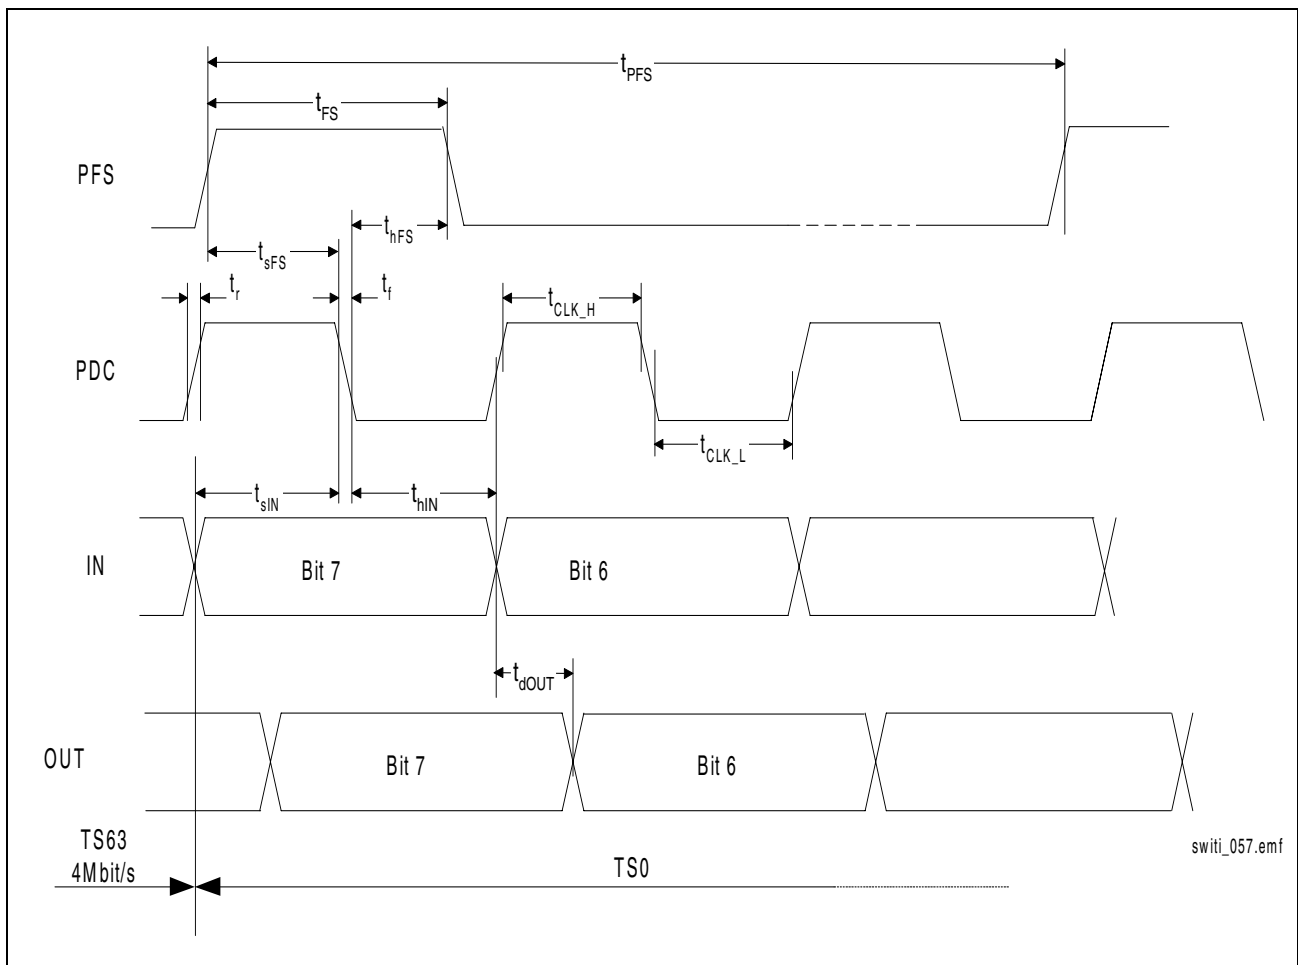 tPFS
tFS
PFS
thFS
tsFS
tr
tf
tCLK_H
PDC
tCLK_L
tsIN
thIN
IN
Bit 7
Bit 6
tdOUT
OUT
Bit 7
Bit 6
TS63
4Mbit/s
TS0
switi_057.emf